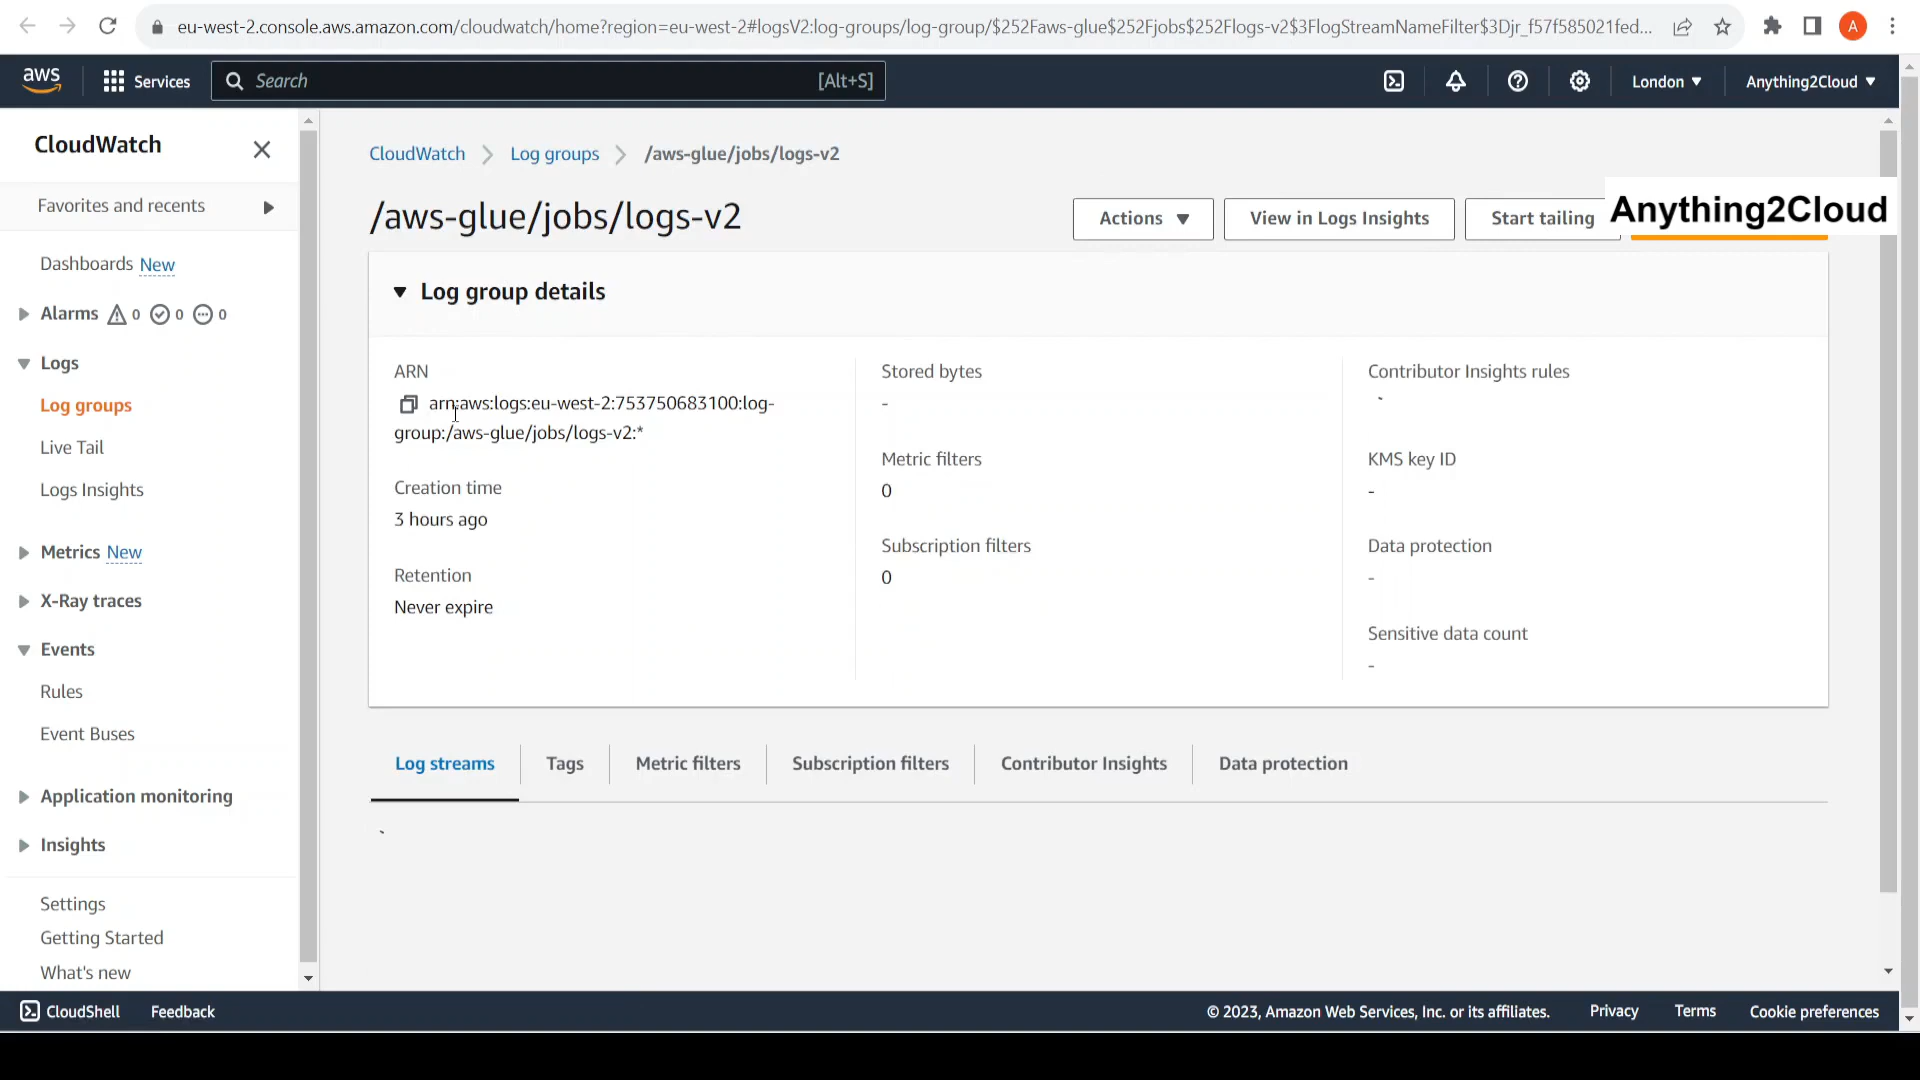 eu-west-2.console.aws.amazon.com/cloudwatch/home?region=eu-west-2#logsV2:log-groups/log-group/$252Faws-glue$252Fjobs$252Flogs-v2$3FlogStreamNameFilter$3Djr_f57f585021fed...
A
aws
Services
Search
[Alt+S]
London
Anything2Cloud
CloudWatch
Favorites and recents
Dashboards New
Alarms 0 0 0
Logs
Log groups
Live Tail
Logs Insights
Metrics New
X-Ray traces
Events
Rules
Event Buses
Application monitoring
Insights
Settings
Getting Started
What's new
CloudWatch
Log groups
/aws-glue/jobs/logs-v2
/aws-glue/jobs/logs-v2
Actions
View in Logs Insights
Start tailing
Anything2Cloud
Log group details
ARN
arn:aws:logs:eu-west-2:753750683100:log-
group:/aws-glue/jobs/logs-v2:*
Creation time
3 hours ago
Retention
Never expire
Stored bytes
-
Metric filters
0
Subscription filters
0
Contributor Insights rules
KMS key ID
-
Data protection
-
Sensitive data count
-
Log streams
Tags
Metric filters
Subscription filters
Contributor Insights
Data protection
CloudShell
Feedback
© 2023, Amazon Web Services, Inc. or its affiliates.
Privacy
Terms
Cookie preferences